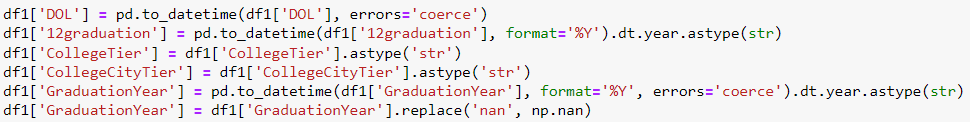 df1['DOL'] = pd.to_datetime(df1['DOL'], errors='coerce')
df1['12graduation'] = pd.to_datetime(df1['12graduation'], format='%Y').dt.year.astype(str)
df1['CollegeTier'] = df1['CollegeTier'].astype('str')
df1['CollegeCityTier'] = df1['CollegeCityTier'].astype('str')
df1['GraduationYear'] = pd.to_datetime(df1['GraduationYear'], format='%Y', errors='coerce').dt.year.astype(str)
df1['GraduationYear'] = df1['GraduationYear'].replace('nan', np.nan)